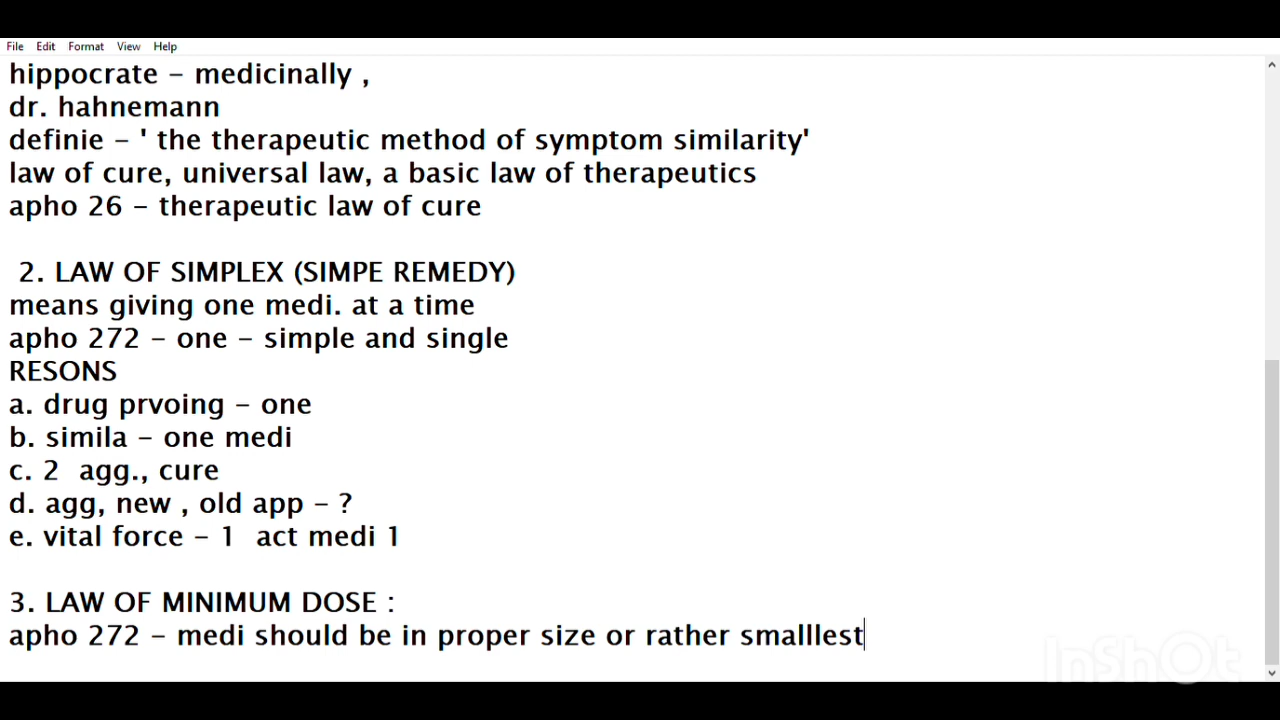 File Edit Format View Help
hippocrate - medicinally ,
dr. hahnemann
definie - ' the therapeutic method of symptom similarity'
law of cure, universal law, a basic law of therapeutics
apho 26 - therapeutic law of cure
2. LAW OF SIMPLEX (SIMPE REMEDY)
means giving one medi. at a time
apho 272 - one - simple and single
RESONS
a. drug prvoing - one
b. simila - one medi
c. 2 agg., cure
d. agg, new , old app - ?
e. vital force - 1 act medi 1
3. LAW OF MINIMUM DOSE :
apho 272 - medi should be in proper size or rather smalllest
InShOt